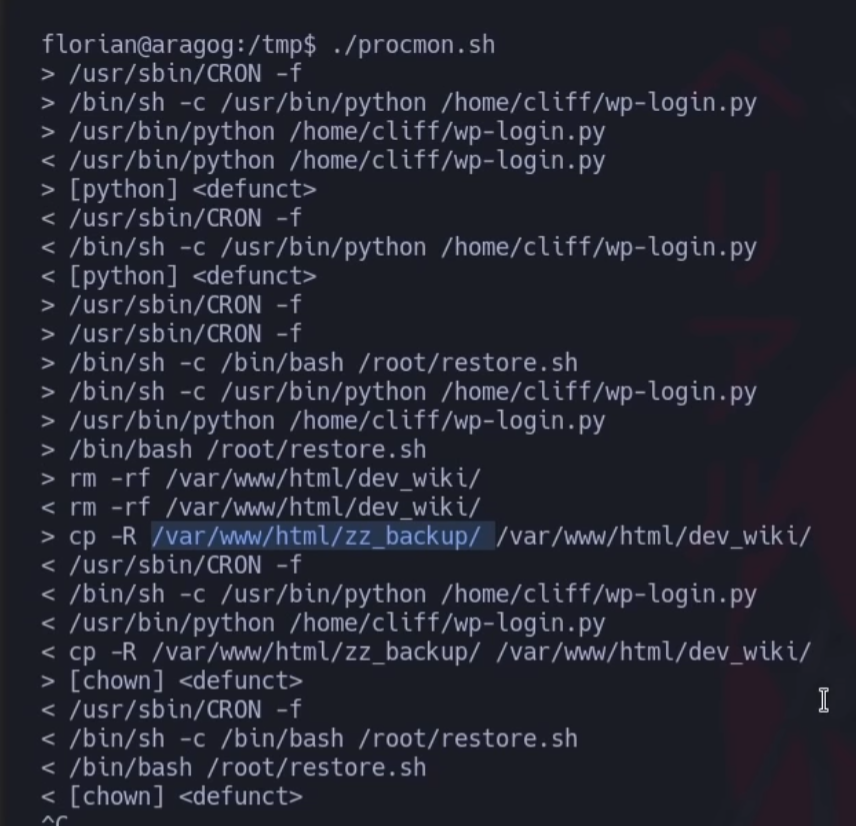 florian@aragog:/tmp$ ./procmon.sh
> /usr/sbin/CRON -f
> /bin/sh -c /usr/bin/python /home/cliff/wp-login.py
> /usr/bin/python /home/cliff/wp-login.py
< /usr/bin/python /home/cliff/wp-login.py
> [python] <defunct>
< /usr/sbin/CRON -f
< /bin/sh -c /usr/bin/python /home/cliff/wp-login.py
< [python] <defunct>
> /usr/sbin/CRON -f
> /usr/sbin/CRON -f
> /bin/sh -c /bin/bash /root/restore.sh
> /bin/sh -c /usr/bin/python /home/cliff/wp-login.py
> /usr/bin/python /home/cliff/wp-login.py
> /bin/bash /root/restore.sh
> rm -rf /var/www/html/dev_wiki/
< rm -rf /var/www/html/dev_wiki/
> cp -R /var/www/html/zz_backup/ /var/www/html/dev_wiki/
< /usr/sbin/CRON -f
< /bin/sh -c /usr/bin/python /home/cliff/wp-login.py
< /usr/bin/python /home/cliff/wp-login.py
< cp -R /var/www/html/zz_backup/ /var/www/html/dev_wiki/
> [chown] <defunct>
< /usr/sbin/CRON -f
< /bin/sh -c /bin/bash /root/restore.sh
< /bin/bash /root/restore.sh
< [chown] <defunct>
^C